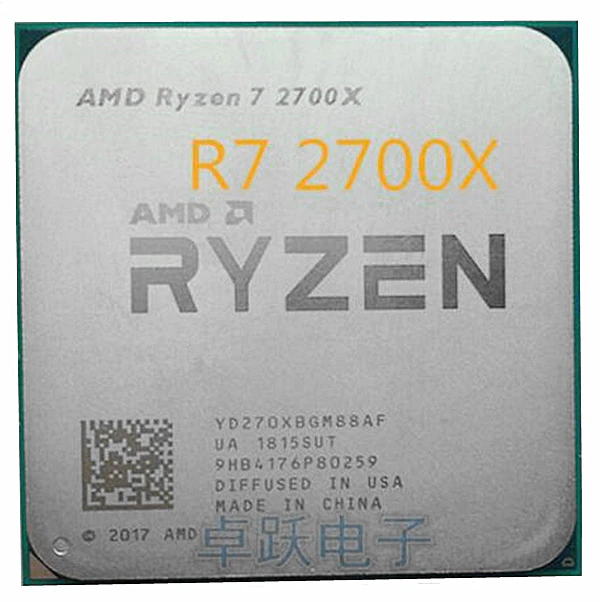 AMD Ryzen 7 2700X
R7 2700X
AMD
RYZEN
YD270XBGM88AF
UA 1815SUT
9HB4176P80259
DIFFUSED IN USA
MADE IN CHINA
© 2017 AMD
卓跃电子